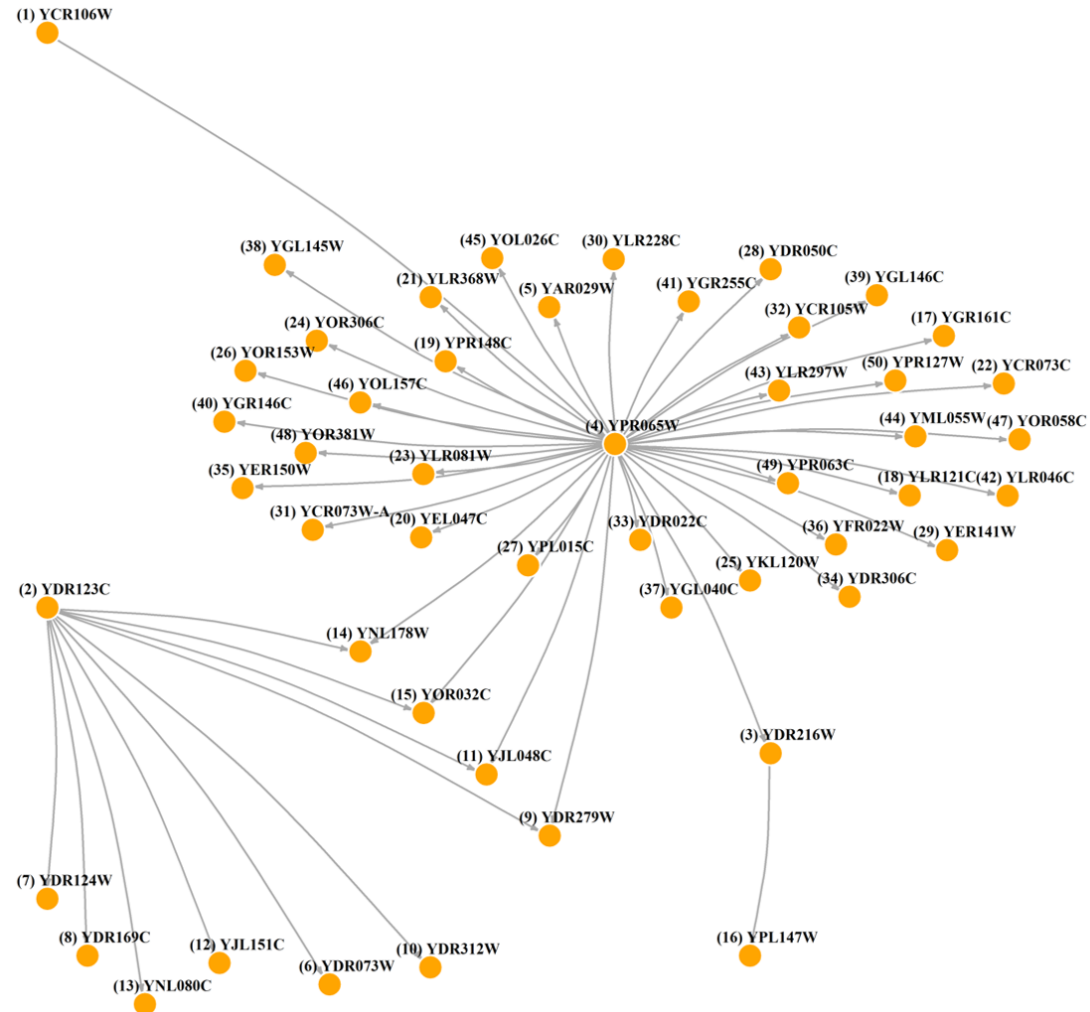 (1) YCR106W
(45) YOL026C
(30) YLR228C
(38) YGL145W
(28) YDR050C
(21) YLR368W
(41) YGR255C
(39) YGL146C
(5) YAR029W
(32) YCR105W
(17) YGR161C
(24) YOR306C
(19) YPR148C
(26) YOR153W
(50) YPR127W
(22) YCR073C
(43) YLR297W
(46) YOL157C
(40) YGR146C
(44) YML055W
(47) YOR058C
(4) YPR065W
(48) YOR381W
(23) YLR081W
(49) YPR063C
(35) YER150W
(18) YLR121C
(42) YLR046C
(31) YCR073W-A
(20) YEL047C
(33) YDR022C
(36) YFR022W
(29) YER141W
(27) YPL015C
(25) YKL120W
(34) YDR306C
(37) YGL040C
(2) YDR123C
(14) YNL178W
(15) YOR032C
(3) YDR216W
(11) YJL048C
(9) YDR279W
(7) YDR124W
(8) YDR169C
(12) YJL151C
(10) YDR312W
(16) YPL147W
(6) YDR073W
(13) YNL080C